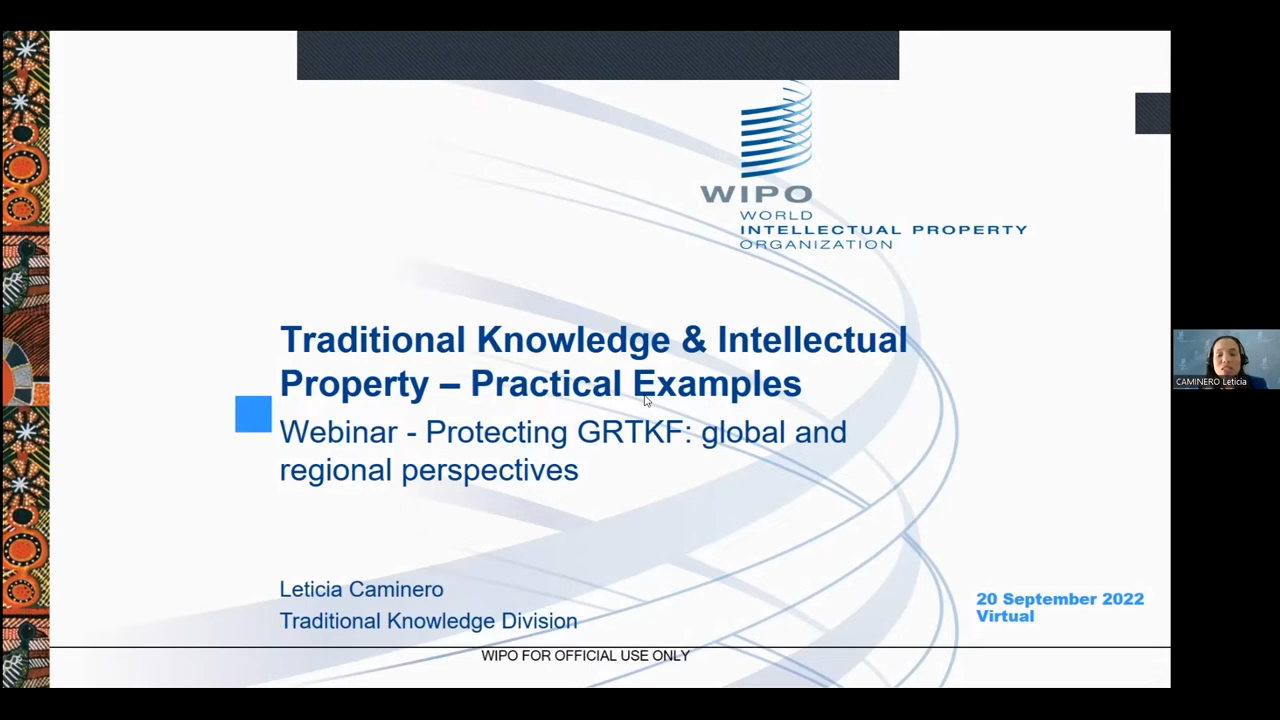 WIPO
WORLD
INTELLECTUAL PROPERTY
ORGANIZATION
Traditional Knowledge & Intellectual
Property – Practical Examples
Webinar - Protecting GRTKF: global and
regional perspectives
Leticia Caminero
Traditional Knowledge Division
20 September 2022
Virtual
WIPO FOR OFFICIAL USE ONLY
CAMINERO Leticia